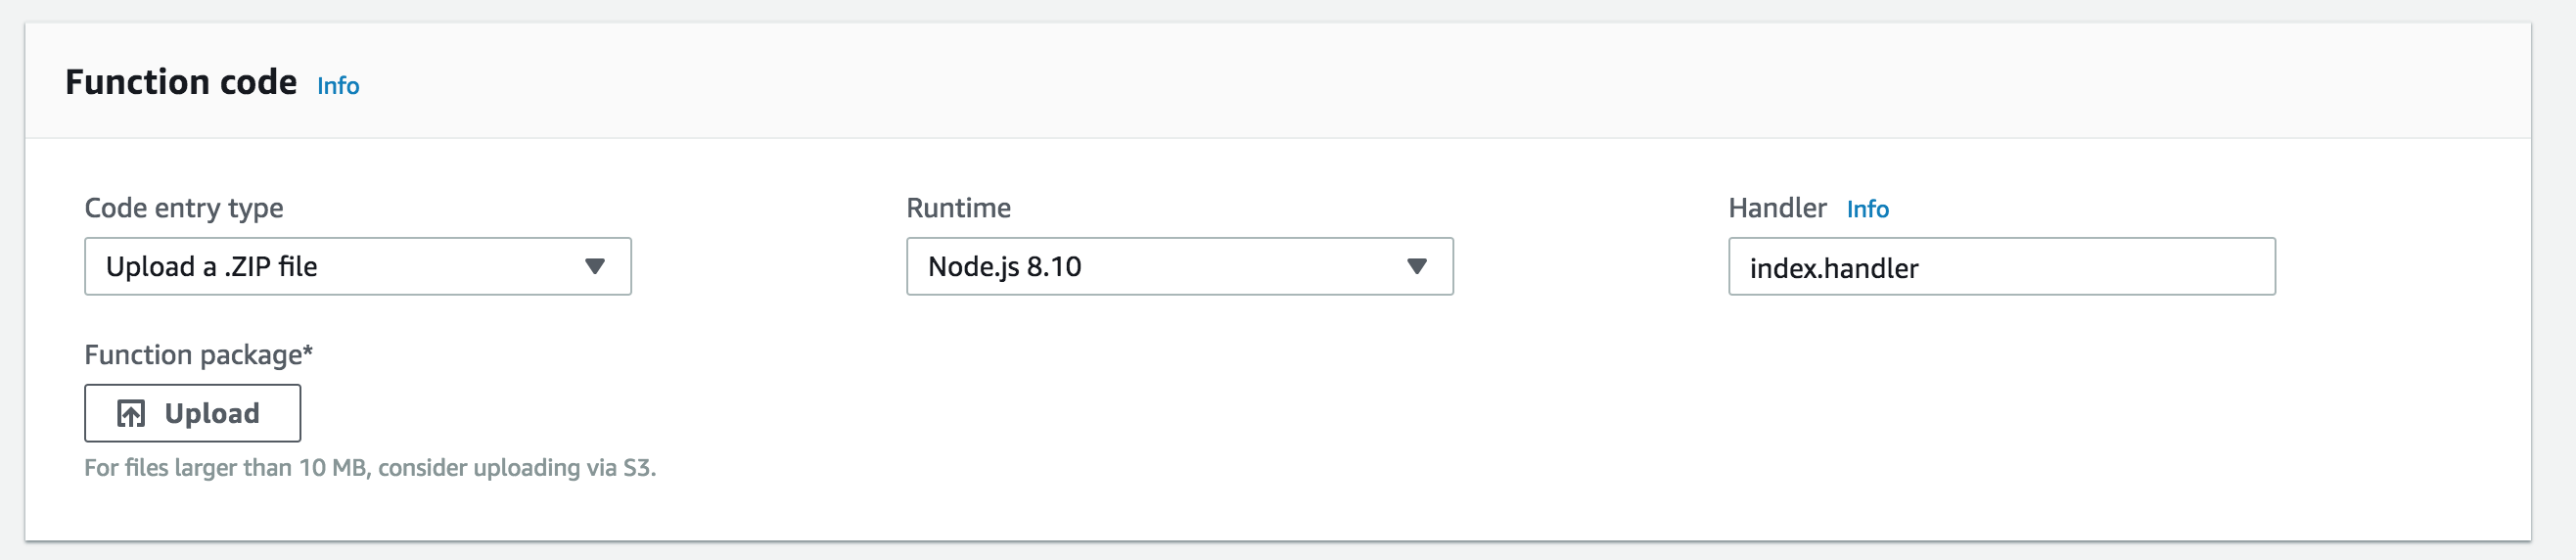 Function code Info
Code entry type
Runtime
Handler Info
Upload a .ZIP file
Node.js 8.10
index.handler
Function package*
Upload
For files larger than 10 MB, consider uploading via S3.